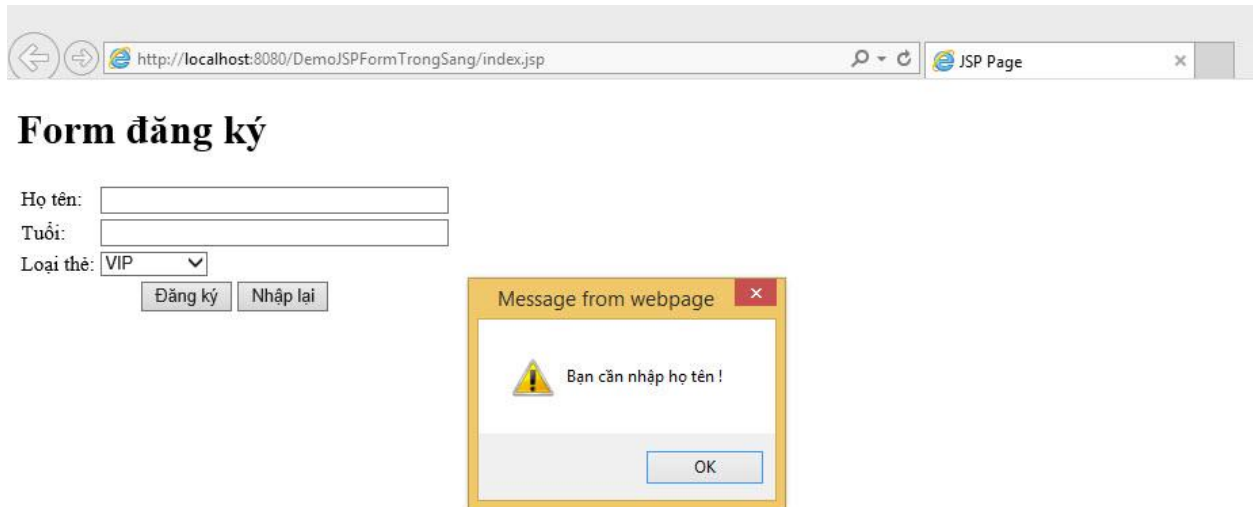 http://localhost:8080/DemoJSPFormTrongSang/index.jsp
JSP Page
Form đăng ký
Họ tên:
Tuổi:
Loại thẻ: VIP
Đăng ký Nhập lại
Message from webpage
Bạn cần nhập họ tên !
OK